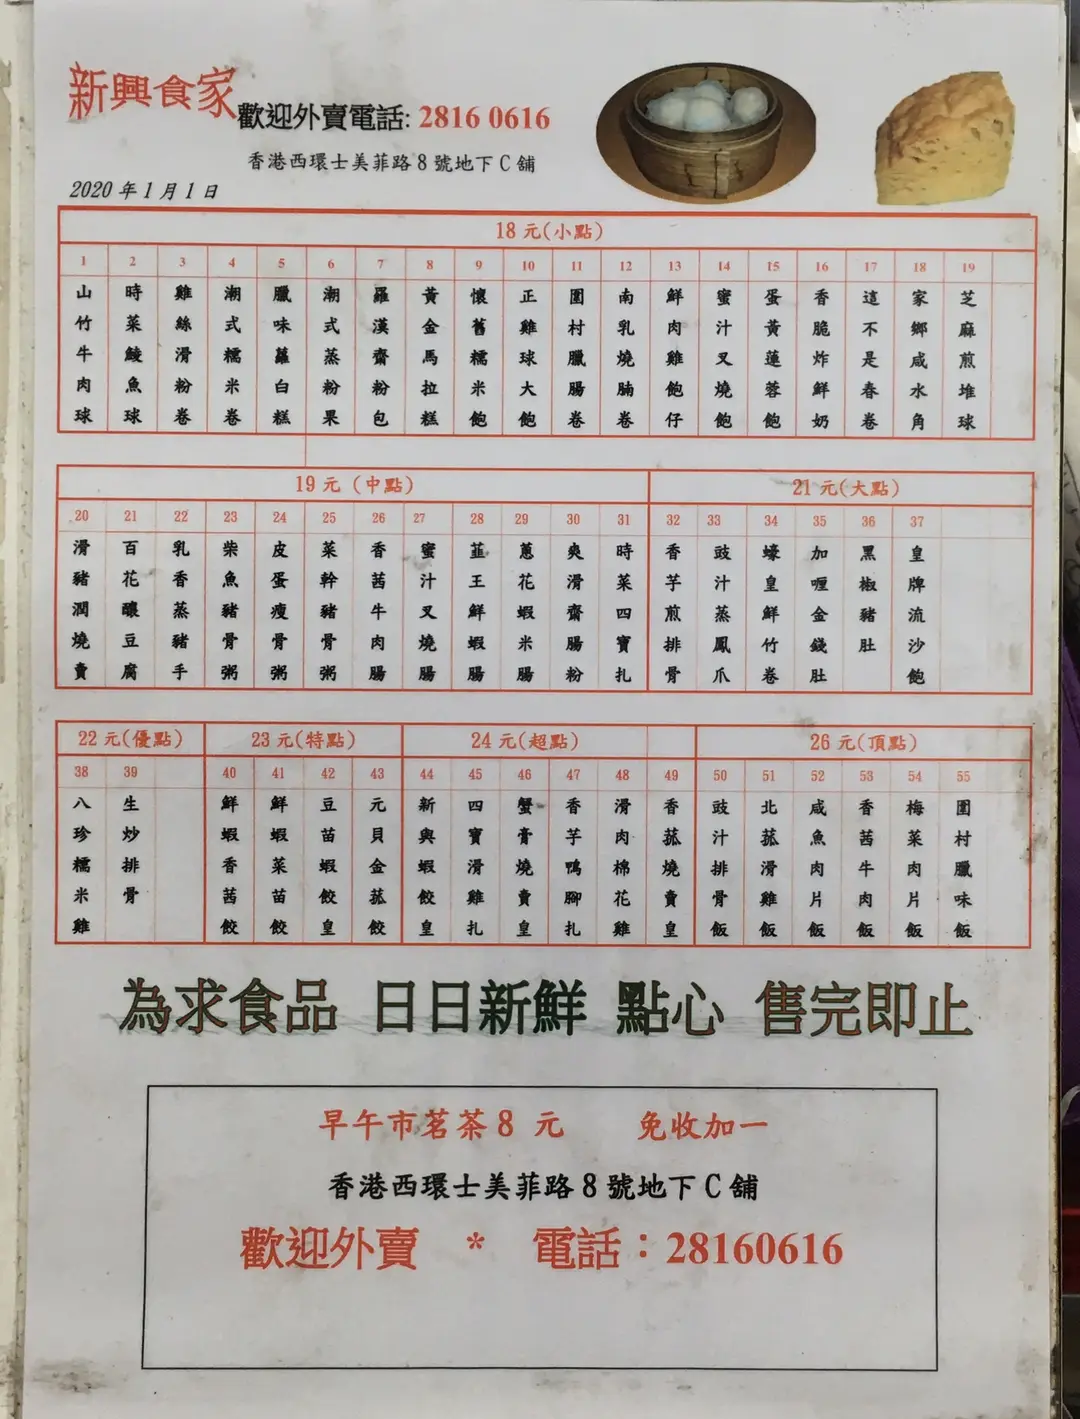 新興食家
歡迎外賣電話: 2816 0616
香港西環士美菲路8號地下C舖
2020年1月1日
18元(小點)
1 山竹牛肉球
2 時菜鯪魚球
3 雞絲滑粉卷
4 潮式糯米卷
5 臘味蘿白糕
6 潮式蒸粉果
7 羅漢齋粉包
8 黃金馬拉糕
9 懷舊糯米飽
10 正雞球大飽
11 圍村臘腸卷
12 南乳燒腩卷
13 鮮肉雞飽仔
14 蜜汁叉燒飽
15 蛋黃蓮蓉飽
16 香脆炸鮮奶
17 這不是春卷
18 家鄉咸水角
19 芝麻煎堆球
19元(中點)
20 滑豬潤燒賣
21 百花釀豆腐
22 乳香蒸豬手
23 柴魚豬骨粥
24 皮蛋瘦骨粥
25 菜幹豬骨粥
26 香茜牛肉腸
27 蜜汁叉燒腸
28 韮王鮮蝦腸
29 蔥花蝦米腸
30 爽滑齋腸粉
31 時菜四寶扎
21元(大點)
32 香芋煎排骨
33 豉汁蒸鳳爪
34 蠔皇鮮竹卷
35 加喱金錢肚
36 黑椒豬肚
37 皇牌流沙飽
22元(優點)
38 八珍糯米雞
39 生炒排骨
23元(特點)
40 鮮蝦香茜餃
41 鮮蝦菜苗餃
42 豆苗蝦餃皇
43 元貝金菇餃
24元(超點)
44 新興蝦餃皇
45 四寶滑雞扎
46 蟹膏燒賣皇
47 香芋鴨腳扎
48 滑肉棉花雞
49 香菇燒賣皇
26元(頂點)
50 豉汁排骨飯
51 北菇滑雞飯
52 咸魚肉片飯
53 香茜牛肉飯
54 梅菜肉片飯
55 圍村臘味飯
為求食品 日日新鮮 點心 售完即止
早午市茗茶8元 免收加一
香港西環士美菲路8號地下C舖
歡迎外賣 * 電話：28160616